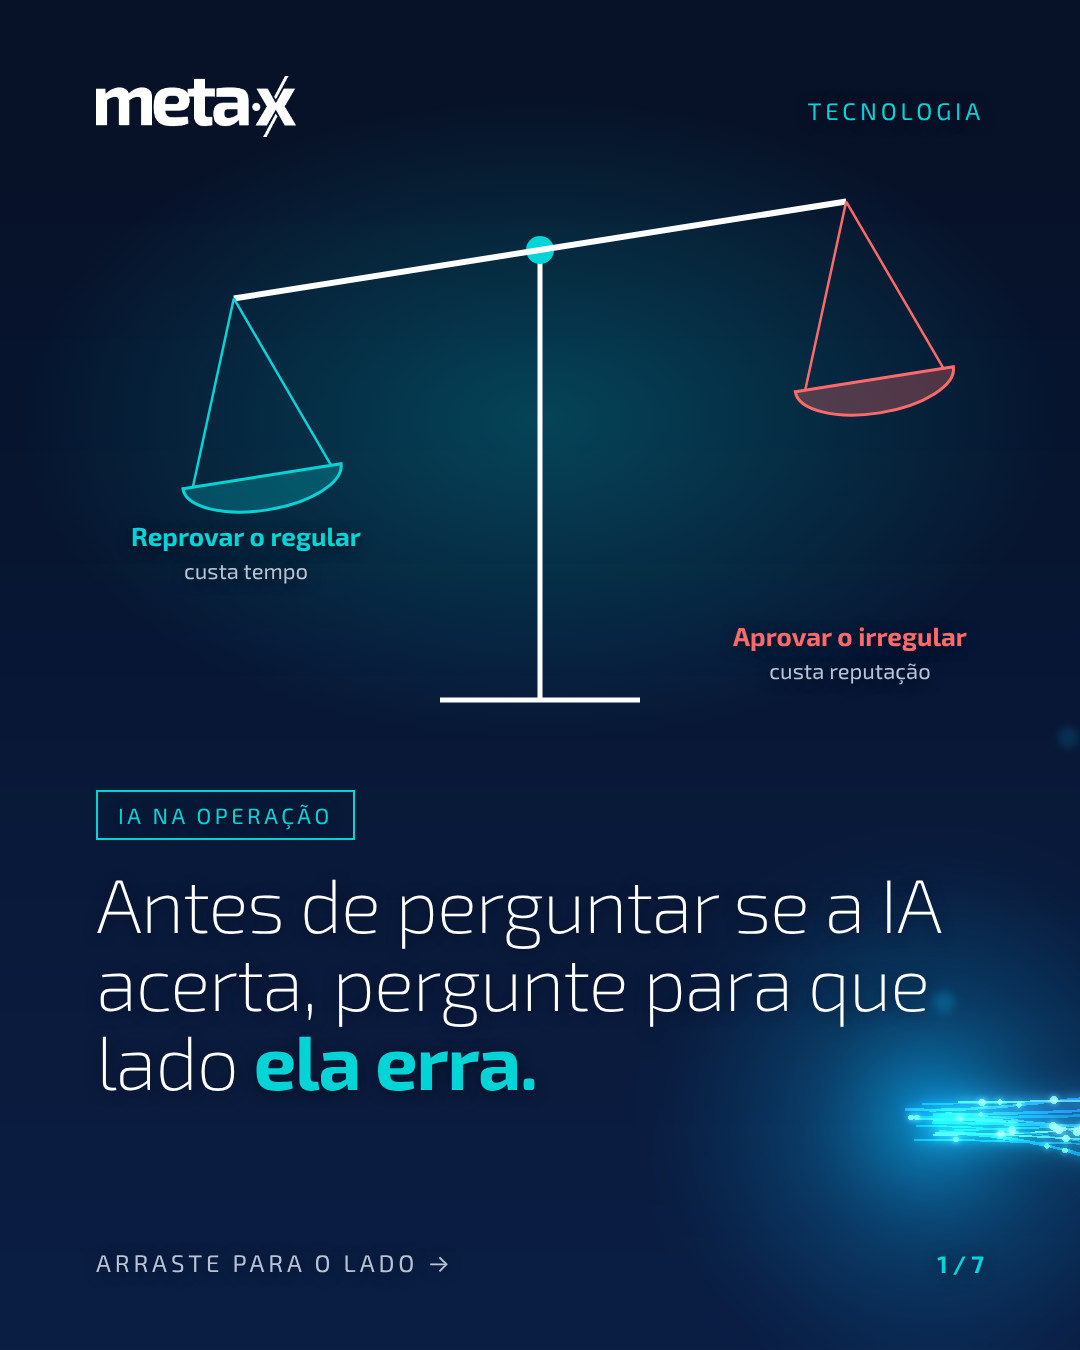 meta·x
TECNOLOGIA
Reprovar o regular
custa tempo
Aprovar o irregular
custa reputação
IA NA OPERAÇÃO
Antes de perguntar se a IA
acerta, pergunte para que
lado ela erra.
ARRASTE PARA O LADO →
1 / 7